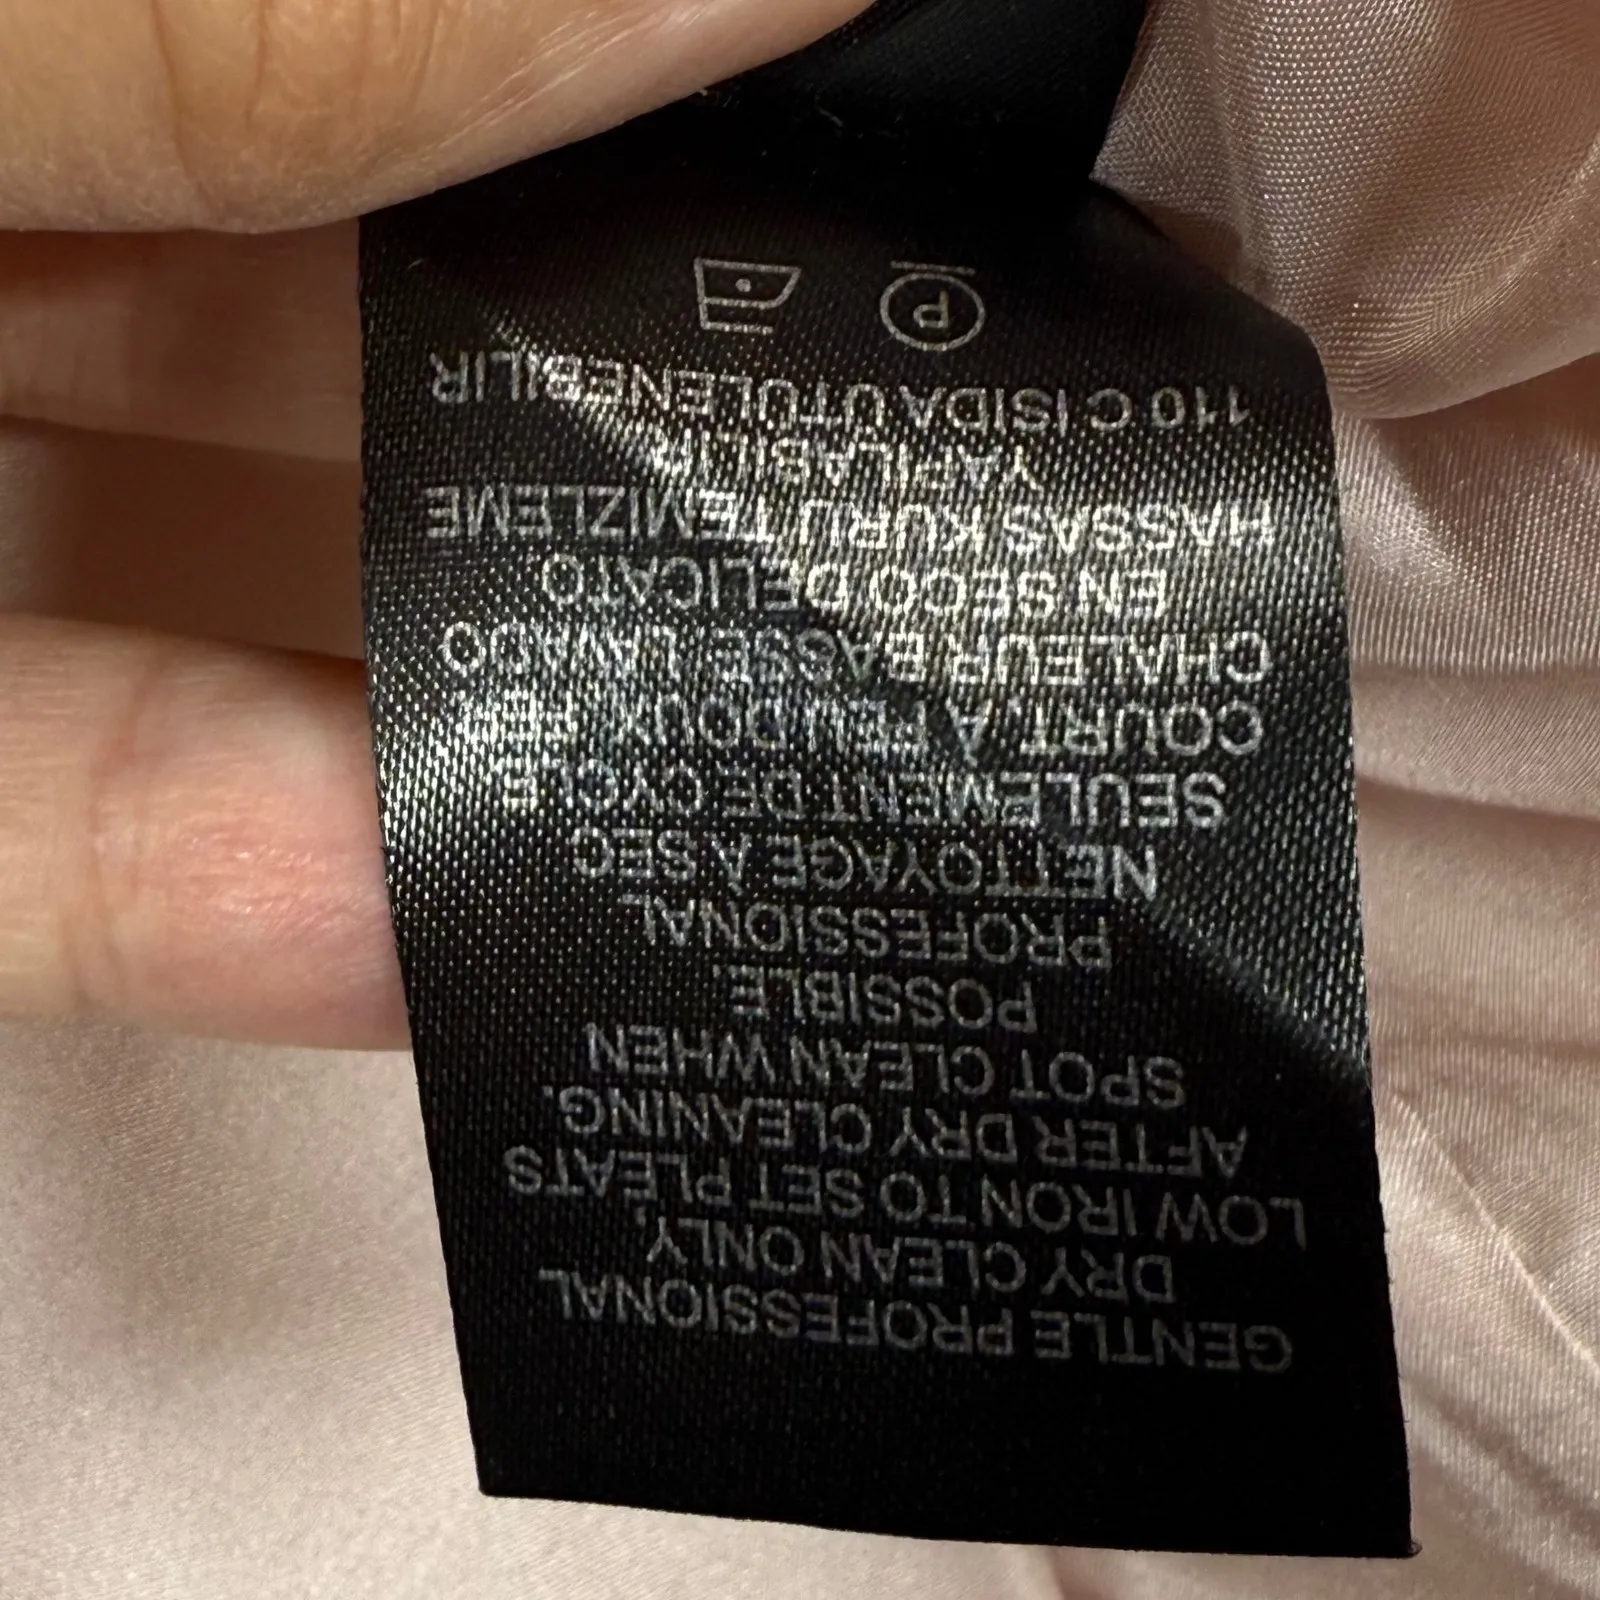 GENTLE PROFESSIONAL
DRY CLEAN ONLY,
LOW IRON TO SET PLEATS
AFTER DRY CLEANING.
SPOT CLEAN WHEN
POSSIBLE.
PROFESSIONAL
NETTOYAGE À SEC
SEULEMENT DE CYCLE
COURT, À FEN DOUX, FER
CHALEUR BASSE LAVADO
EN SECO DELICATO
HASSAS KURU TEMIZLEME
YAPILABILIR
110 C ISIDA ÜTÜLENEBILIR
P